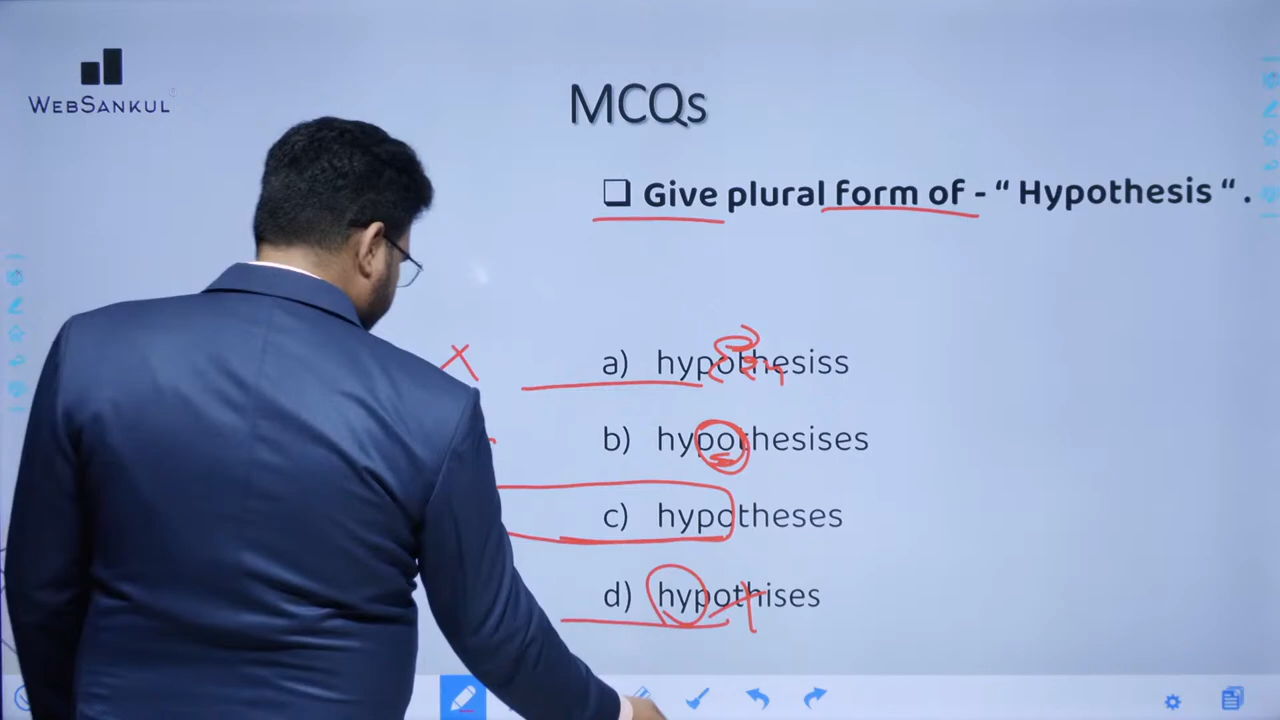 WEBSANKUL
MCQs
❑ Give plural form of - “ Hypothesis “ .
a) hypothesiss
b) hypothesises
c) hypotheses
d) hypothises